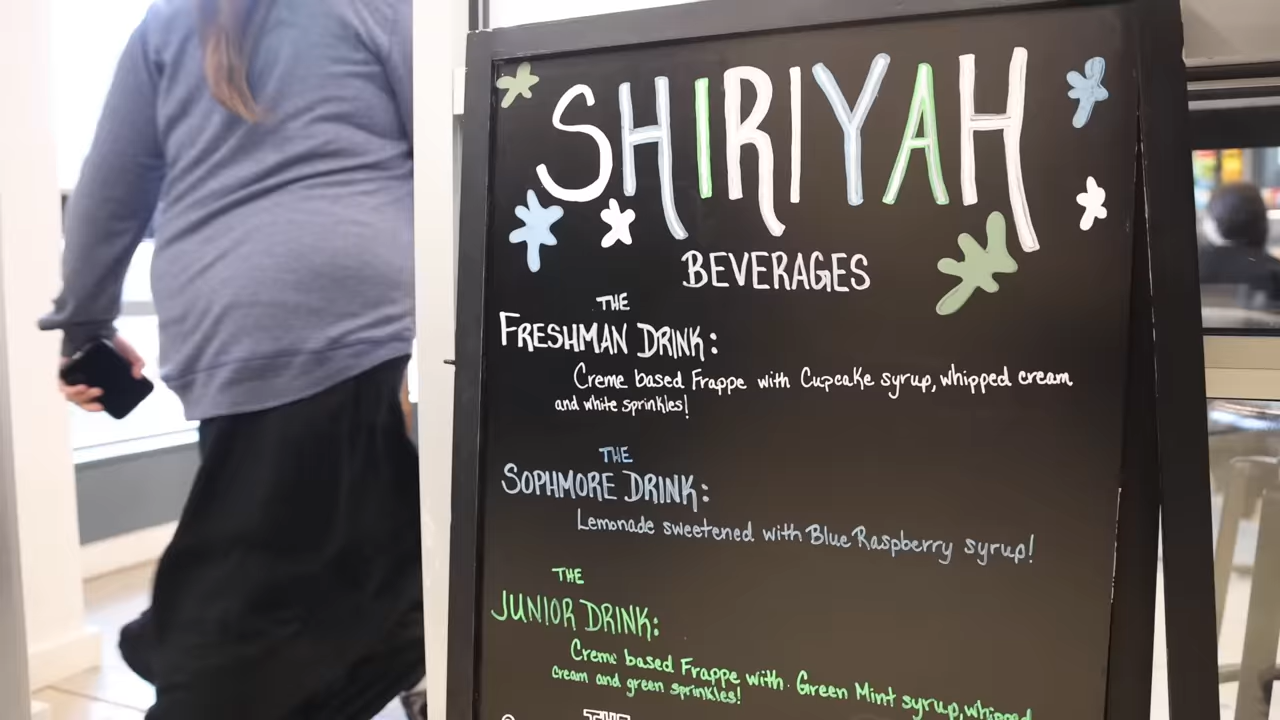 SHIRIYAH
BEVERAGES
THE
FRESHMAN DRINK:
Creme based Frappe with Cupcake syrup, whipped cream
and white sprinkles!
THE
SOPHMORE DRINK:
Lemonade sweetened with Blue Raspberry syrup!
THE
JUNIOR DRINK:
Creme based Frappe with Green Mint syrup, whipped
cream and green sprinkles!
THE